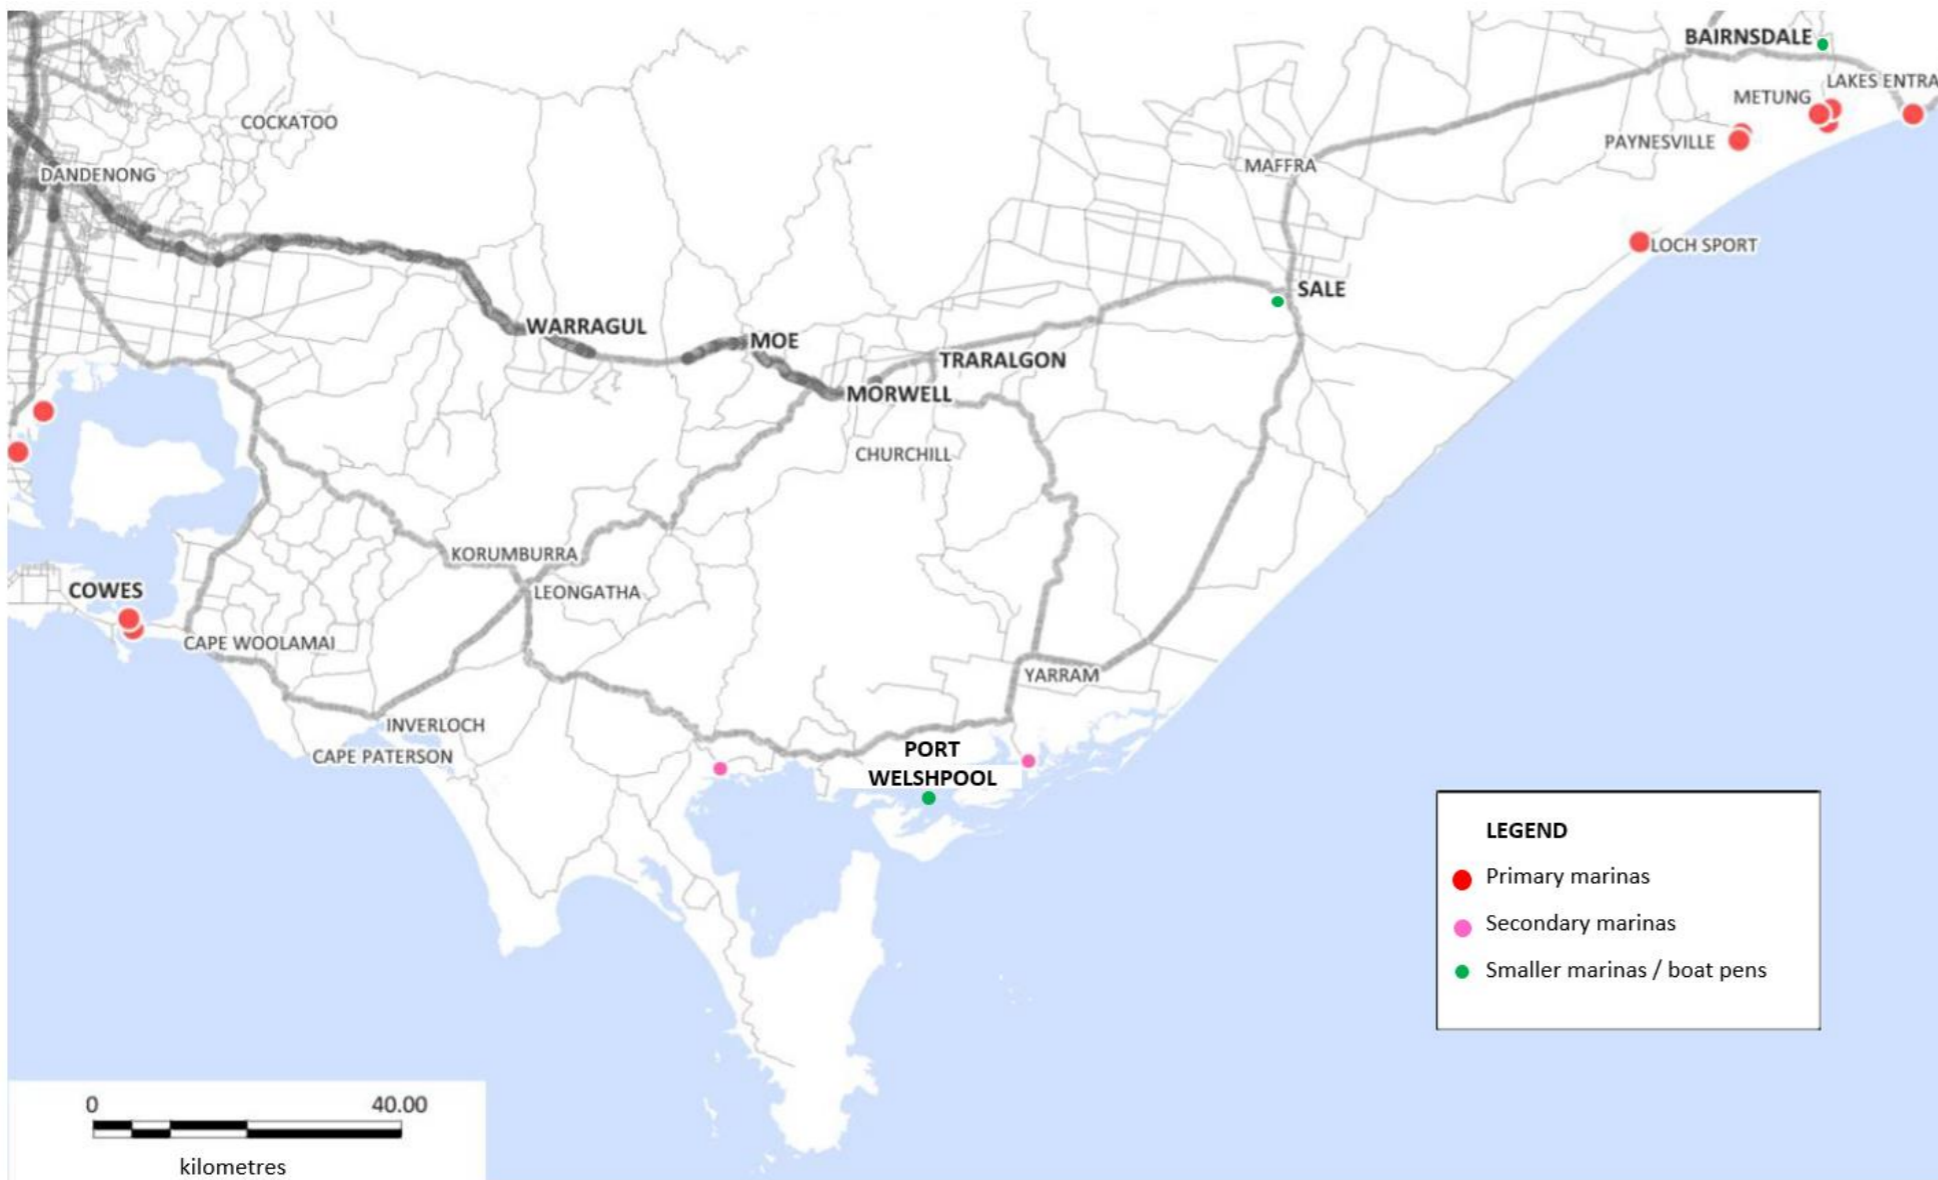 BAIRNSDALE
LAKES ENTRA
METUNG
COCKATOO
PAYNESVILLE
MAFFRA
DANDENONG
LOCH SPORT
SALE
WARRAGUL
MOE
TRARALGON
MORWELL
CHURCHILL
KORUMBURRA
COWES
LEONGATHA
CAPE WOOLAMAI
YARRAM
INVERLOCH
PORT
WELSHPOOL
CAPE PATERSON
LEGEND
Primary marinas
Secondary marinas
Smaller marinas / boat pens
0 40.00
kilometres